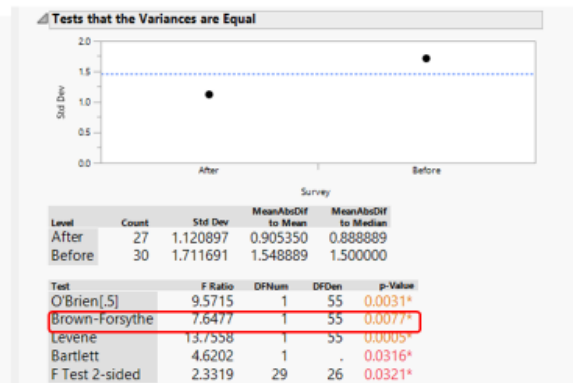 Tests that the Variances are Equal
2.0
1.5
1.0
0.5
0.0
Std Dev
After Before
Survey
Level Count Std Dev MeanAbsDif to Mean MeanAbsDif to Median
After 27 1.120897 0.905350 0.888889
Before 30 1.711691 1.548889 1.500000
Test F Ratio DFNum DFDen p-Value
O'Brien[.5] 9.5715 1 55 0.0031*
Brown-Forsythe 7.6477 1 55 0.0077*
Levene 13.7558 1 55 0.0005*
Bartlett 4.6202 1 . 0.0316*
F Test 2-sided 2.3319 29 26 0.0321*